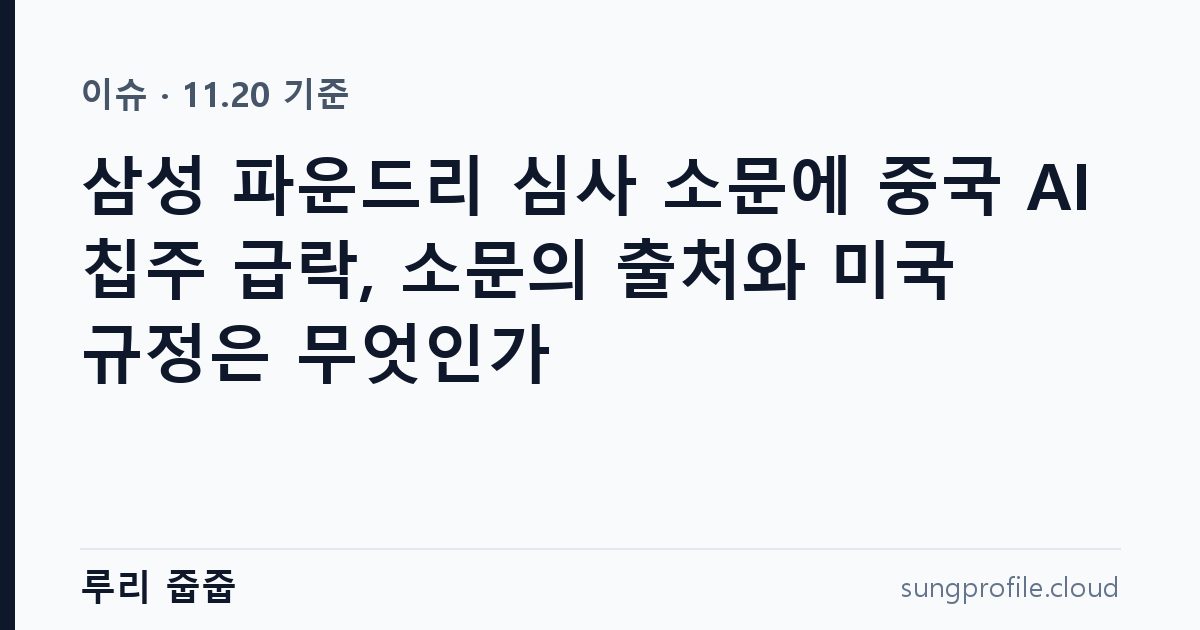 이슈 · 11.20 기준
삼성 파운드리 심사 소문에 중국 AI
칩주 급락, 소문의 출처와 미국
규정은 무엇인가
루리 줍줍
sungprofile.cloud